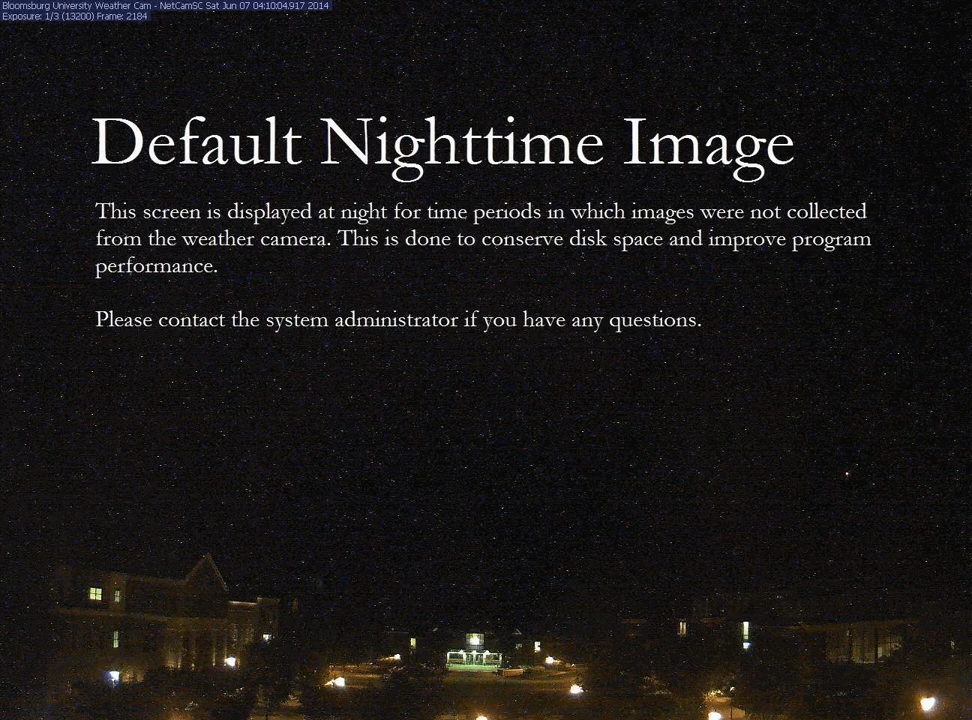 Bloomsburg University Weather Cam - NetCamSC Sat Jun 07 04:10:04.917 2014
Exposure: 1/3 (13200) Frame: 2184
Default Nighttime Image
This screen is displayed at night for time periods in which images were not collected
from the weather camera. This is done to conserve disk space and improve program
performance.
Please contact the system administrator if you have any questions.